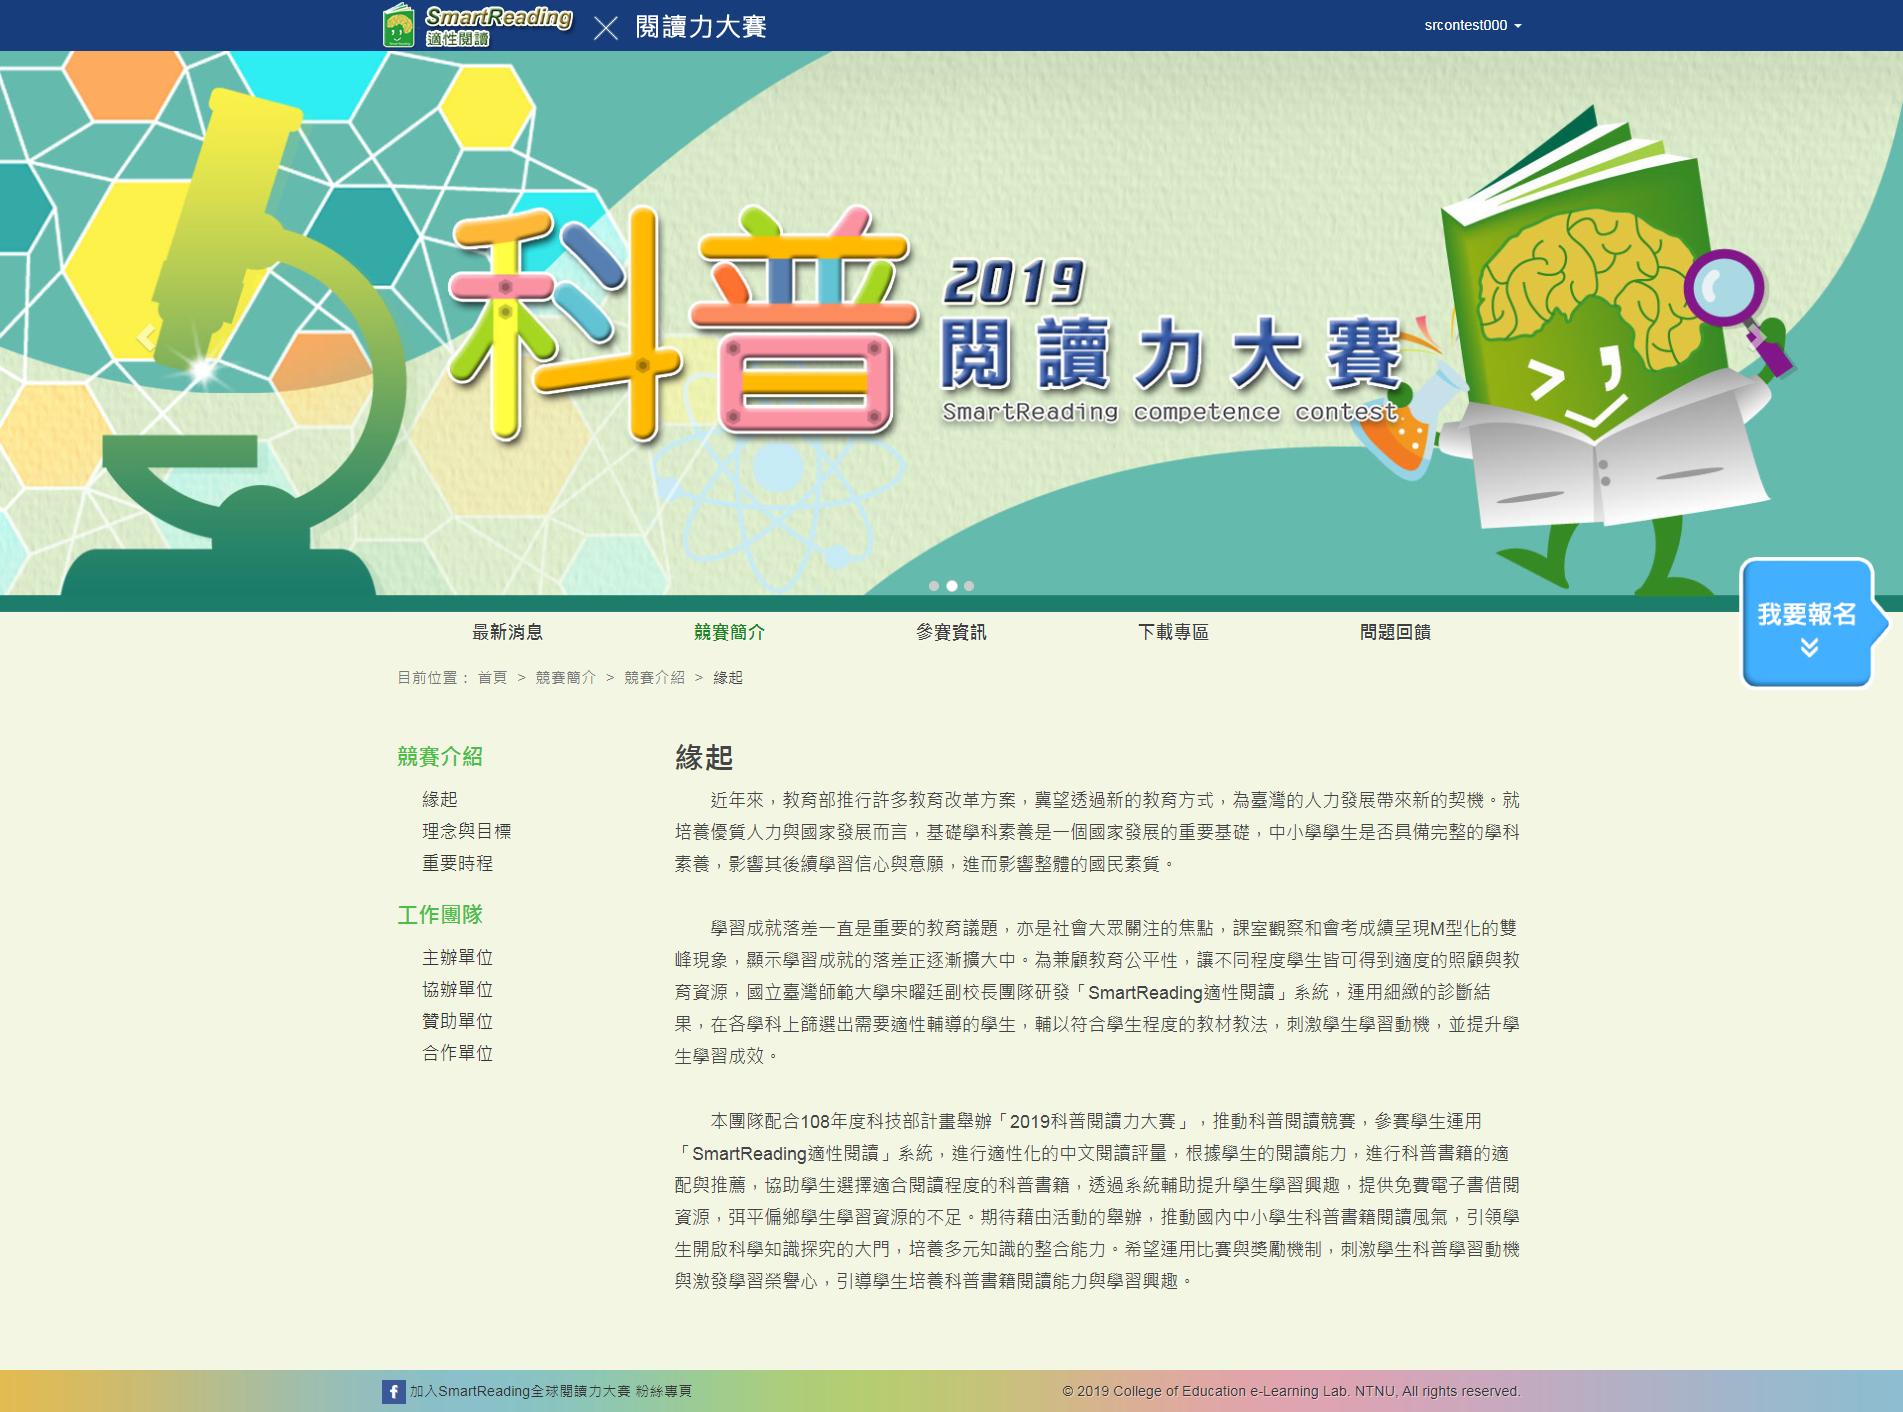 SmartReading
適性閱讀
閱讀力大賽
srcontest000
科普
2019
閱讀力大賽
SmartReading competence contest
我要報名
最新消息
競賽簡介
參賽資訊
下載專區
問題回饋
目前位置： 首頁 > 競賽簡介 > 競賽介紹 > 緣起
競賽介紹
緣起
理念與目標
重要時程
工作團隊
主辦單位
協辦單位
贊助單位
合作單位
緣起
近年來，教育部推行許多教育改革方案，冀望透過新的教育方式，為臺灣的人力發展帶來新的契機。就
培養優質人力與國家發展而言，基礎學科素養是一個國家發展的重要基礎，中小學學生是否具備完整的學科
素養，影響其後續學習信心與意願，進而影響整體的國民素質。
學習成就落差一直是重要的教育議題，亦是社會大眾關注的焦點，課室觀察和會考成績呈現M型化的雙
峰現象，顯示學習成就的落差正逐漸擴大中。為兼顧教育公平性，讓不同程度學生皆可得到適度的照顧與教
育資源，國立臺灣師範大學宋曜廷副校長團隊研發「SmartReading適性閱讀」系統，運用細緻的診斷結
果，在各學科上篩選出需要適性輔導的學生，輔以符合學生程度的教材教法，刺激學生學習動機，並提升學
生學習成效。
本團隊配合108年度科技部計畫舉辦「2019科普閱讀力大賽」，推動科普閱讀競賽，參賽學生運用
「SmartReading適性閱讀」系統，進行適性化的中文閱讀評量，根據學生的閱讀能力，進行科普書籍的適
配與推薦，協助學生選擇適合閱讀程度的科普書籍，透過系統輔助提升學生學習興趣，提供免費電子書借閱
資源，弭平偏鄉學生學習資源的不足。期待藉由活動的舉辦，推動國內中小學生科普書籍閱讀風氣，引領學
生開啟科學知識探究的大門，培養多元知識的整合能力。希望運用比賽與獎勵機制，刺激學生科普學習動機
與激發學習榮譽心，引導學生培養科普書籍閱讀能力與學習興趣。
加入SmartReading全球閱讀力大賽 粉絲專頁
© 2019 College of Education e-Learning Lab. NTNU, All rights reserved.